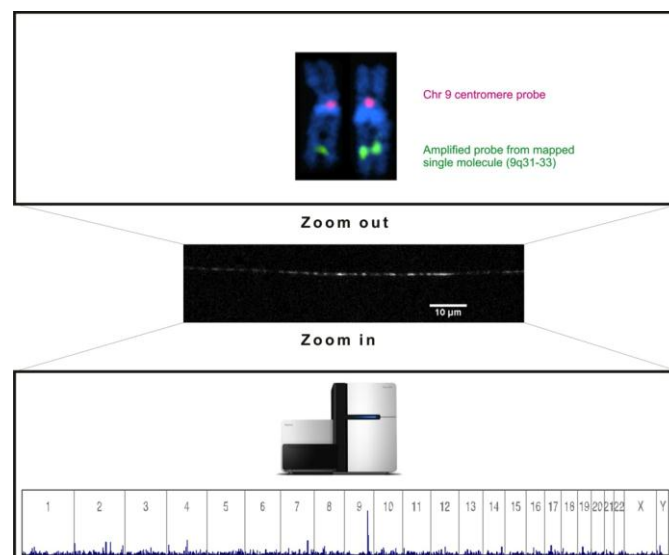 Chr 9 centromere probe
Amplified probe from mapped
single molecule (9q31-33)
Zoom out
10 µm
Zoom in
1 2 3 4 5 6 7 8 9 10 11 12 13 14 15 16 17 18 19 20 21 22 X Y